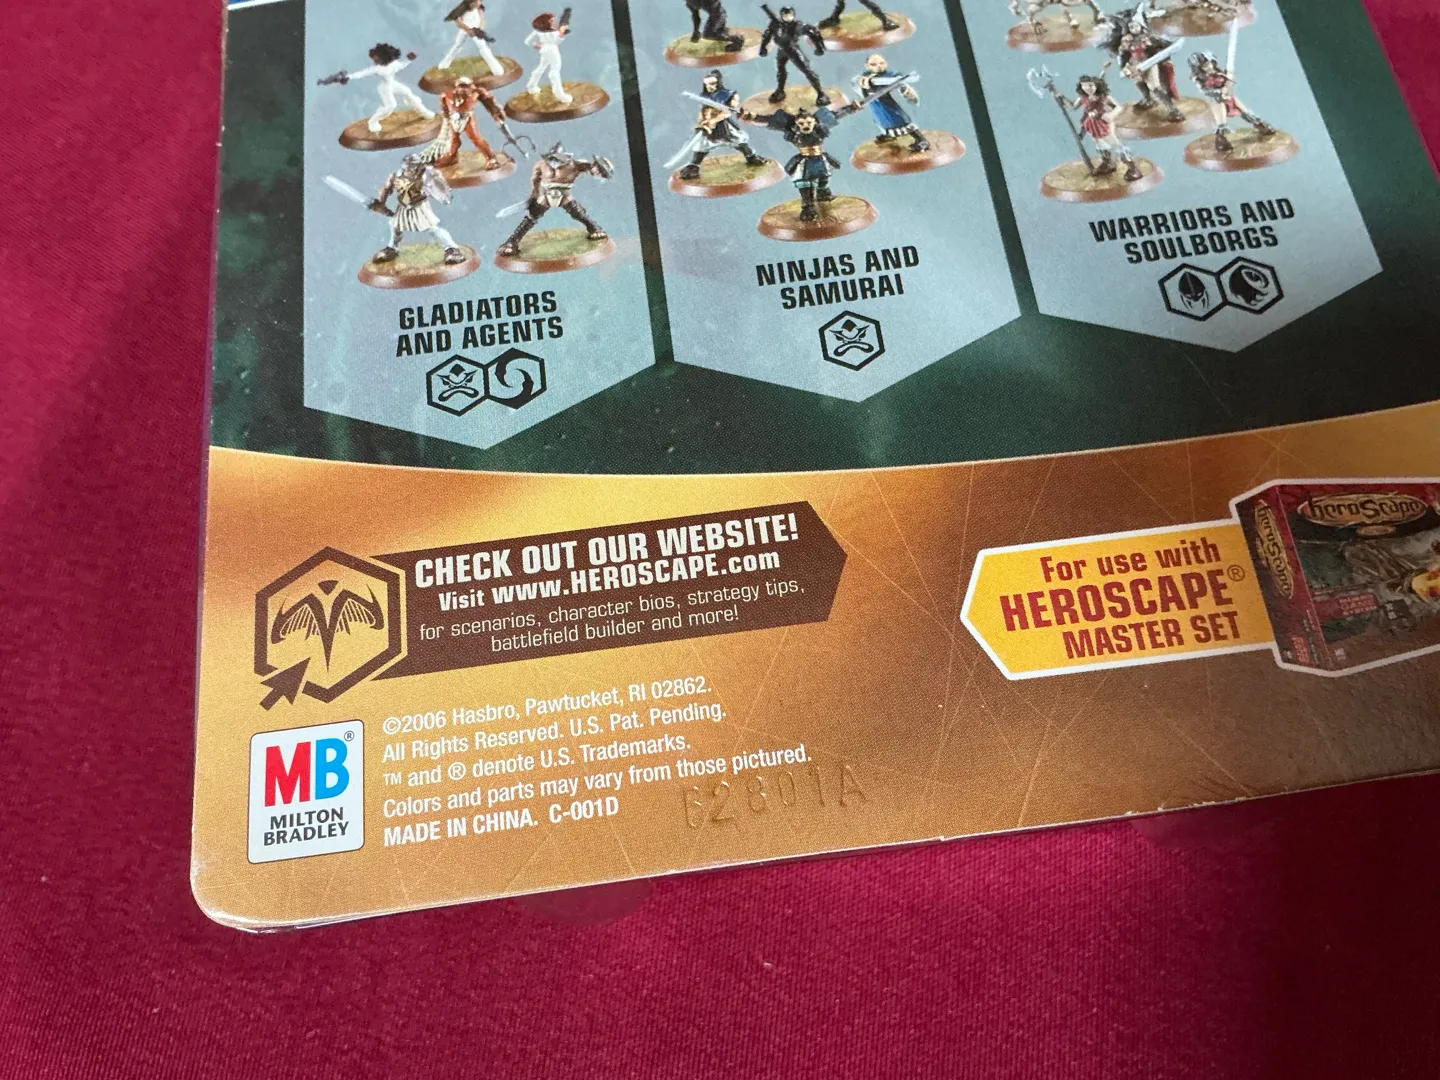 GLADIATORS
AND AGENTS
NINJAS AND
SAMURAI
WARRIORS AND
SOULBORGS
CHECK OUT OUR WEBSITE!
Visit www.HEROSCAPE.com
for scenarios, character bios, strategy tips,
battlefield builder and more!
For use with
HEROSCAPE®
MASTER SET
heroScape
heroScape
©2006 Hasbro, Pawtucket, RI 02862.
All Rights Reserved. U.S. Pat. Pending.
™ and ® denote U.S. Trademarks.
Colors and parts may vary from those pictured.
MADE IN CHINA. C-001D
MB®
MILTON
BRADLEY
62801A